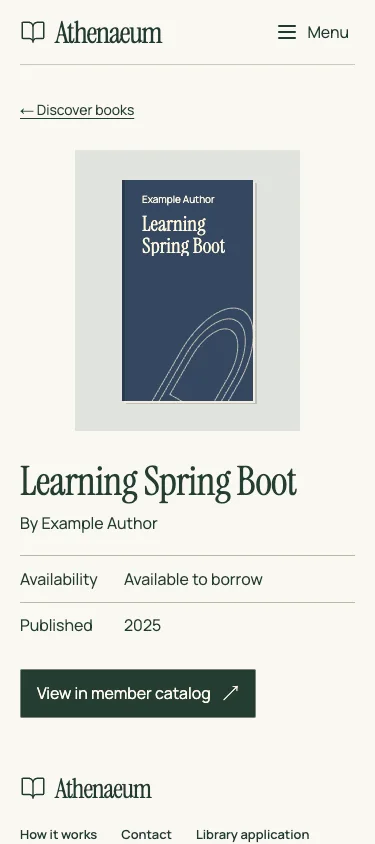 Athenaeum
Menu
← Discover books
Example Author
Learning
Spring Boot
Learning Spring Boot
By Example Author
Availability Available to borrow
Published 2025
View in member catalog ↗
Athenaeum
How it works Contact Library application